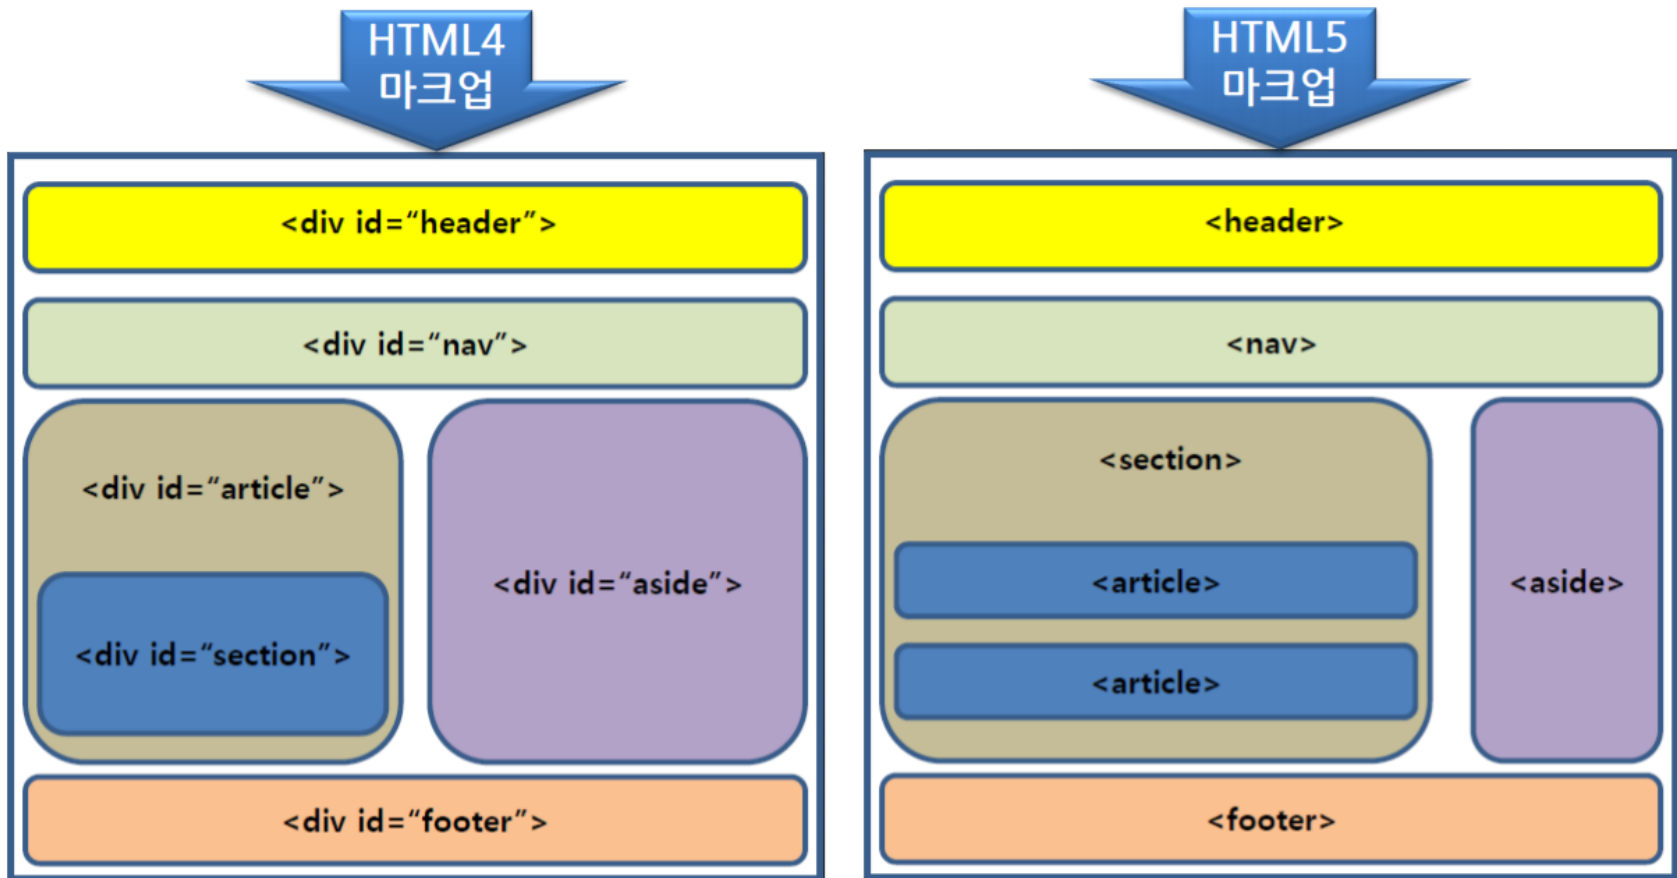 HTML4
마크업
<div id=“header”>
<div id=“nav”>
<div id=“article”>
<div id=“section”>
<div id=“aside”>
<div id=“footer”>
HTML5
마크업
<header>
<nav>
<section>
<article>
<article>
<aside>
<footer>